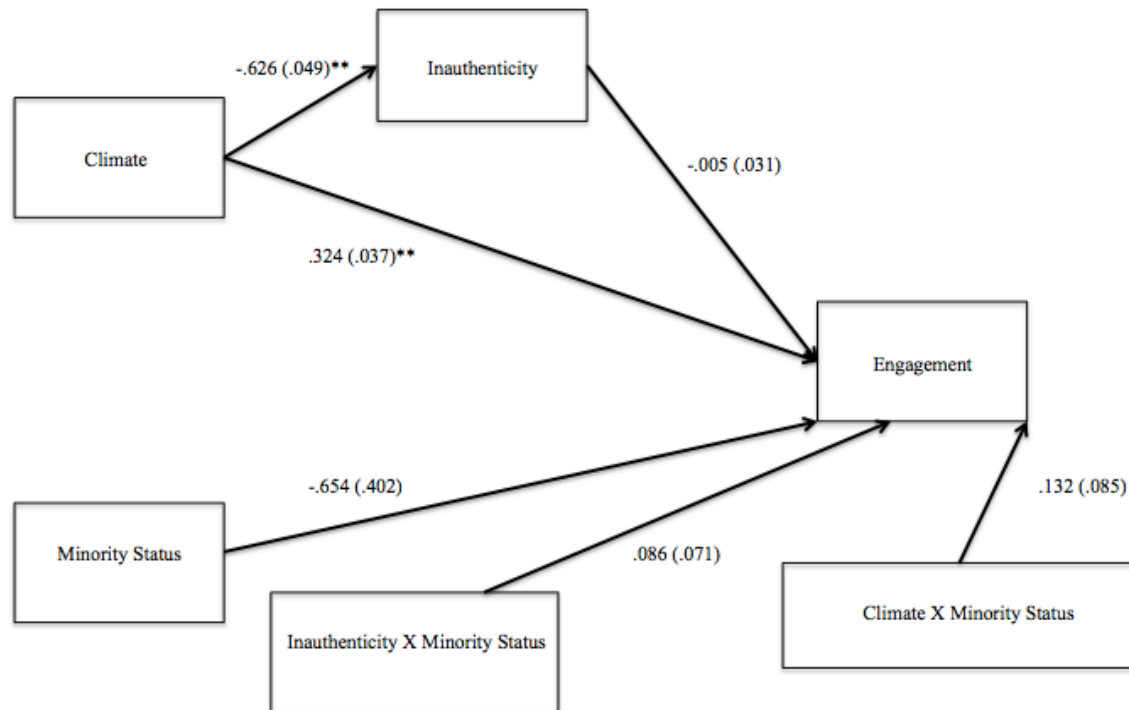 -.626 (.049)**
Inauthenticity
Climate
-.005 (.031)
.324 (.037)**
Engagement
-.654 (.402)
.132 (.085)
Minority Status
.086 (.071)
Climate X Minority Status
Inauthenticity X Minority Status